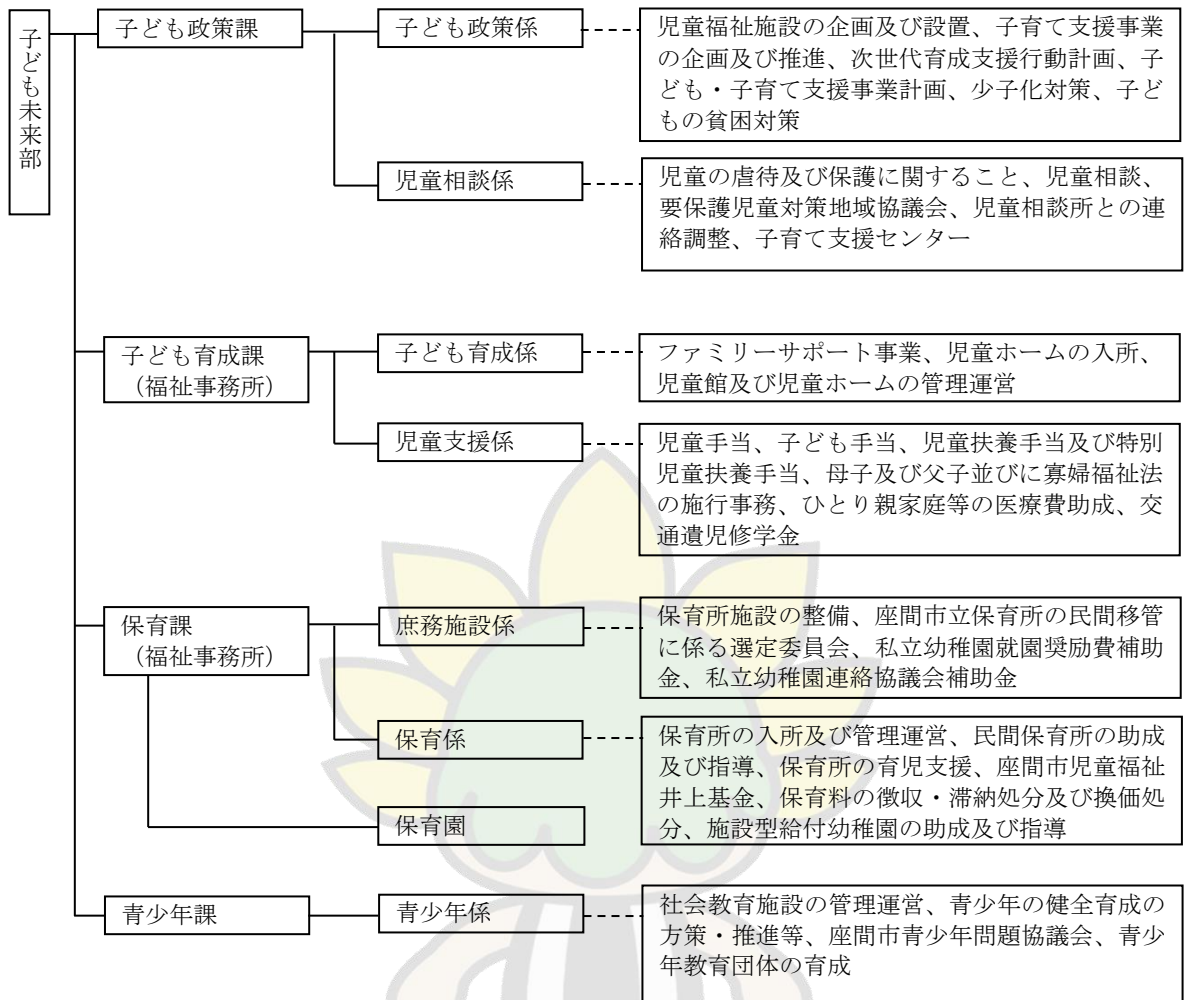 子ども未来部
子ども政策課
子ども政策係
児童福祉施設の企画及び設置、子育て支援事業
の企画及び推進、次世代育成支援行動計画、子
ども・子育て支援事業計画、少子化対策、子ど
もの貧困対策
児童相談係
児童の虐待及び保護に関すること、児童相談、
要保護児童対策地域協議会、児童相談所との連
絡調整、子育て支援センター
子ども育成課
（福祉事務所）
子ども育成係
ファミリーサポート事業、児童ホームの入所、
児童館及び児童ホームの管理運営
児童支援係
児童手当、子ども手当、児童扶養手当及び特別
児童扶養手当、母子及び父子並びに寡婦福祉法
の施行事務、ひとり親家庭等の医療費助成、交
通遺児修学金
保育課
（福祉事務所）
庶務施設係
保育所施設の整備、座間市立保育所の民間移管
に係る選定委員会、私立幼稚園就園奨励費補助
金、私立幼稚園連絡協議会補助金
保育係
保育所の入所及び管理運営、民間保育所の助成
及び指導、保育所の育児支援、座間市児童福祉
井上基金、保育料の徴収・滞納処分及び換価処
分、施設型給付幼稚園の助成及び指導
保育園
青少年課
青少年係
社会教育施設の管理運営、青少年の健全育成の
方策・推進等、座間市青少年問題協議会、青少
年教育団体の育成